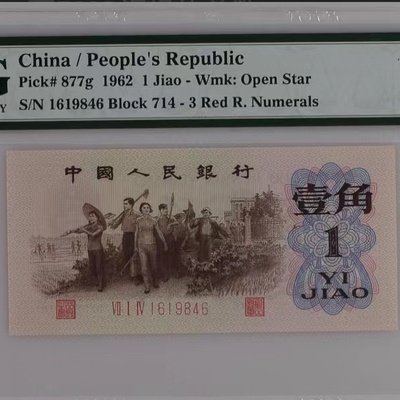 G
Y
China / People's Republic
Pick# 877g 1962 1 Jiao - Wmk: Open Star
S/N 1619846 Block 714 - 3 Red R. Numerals
中國人民銀行
壹角
1
YI
JIAO
VII I IV 1619846